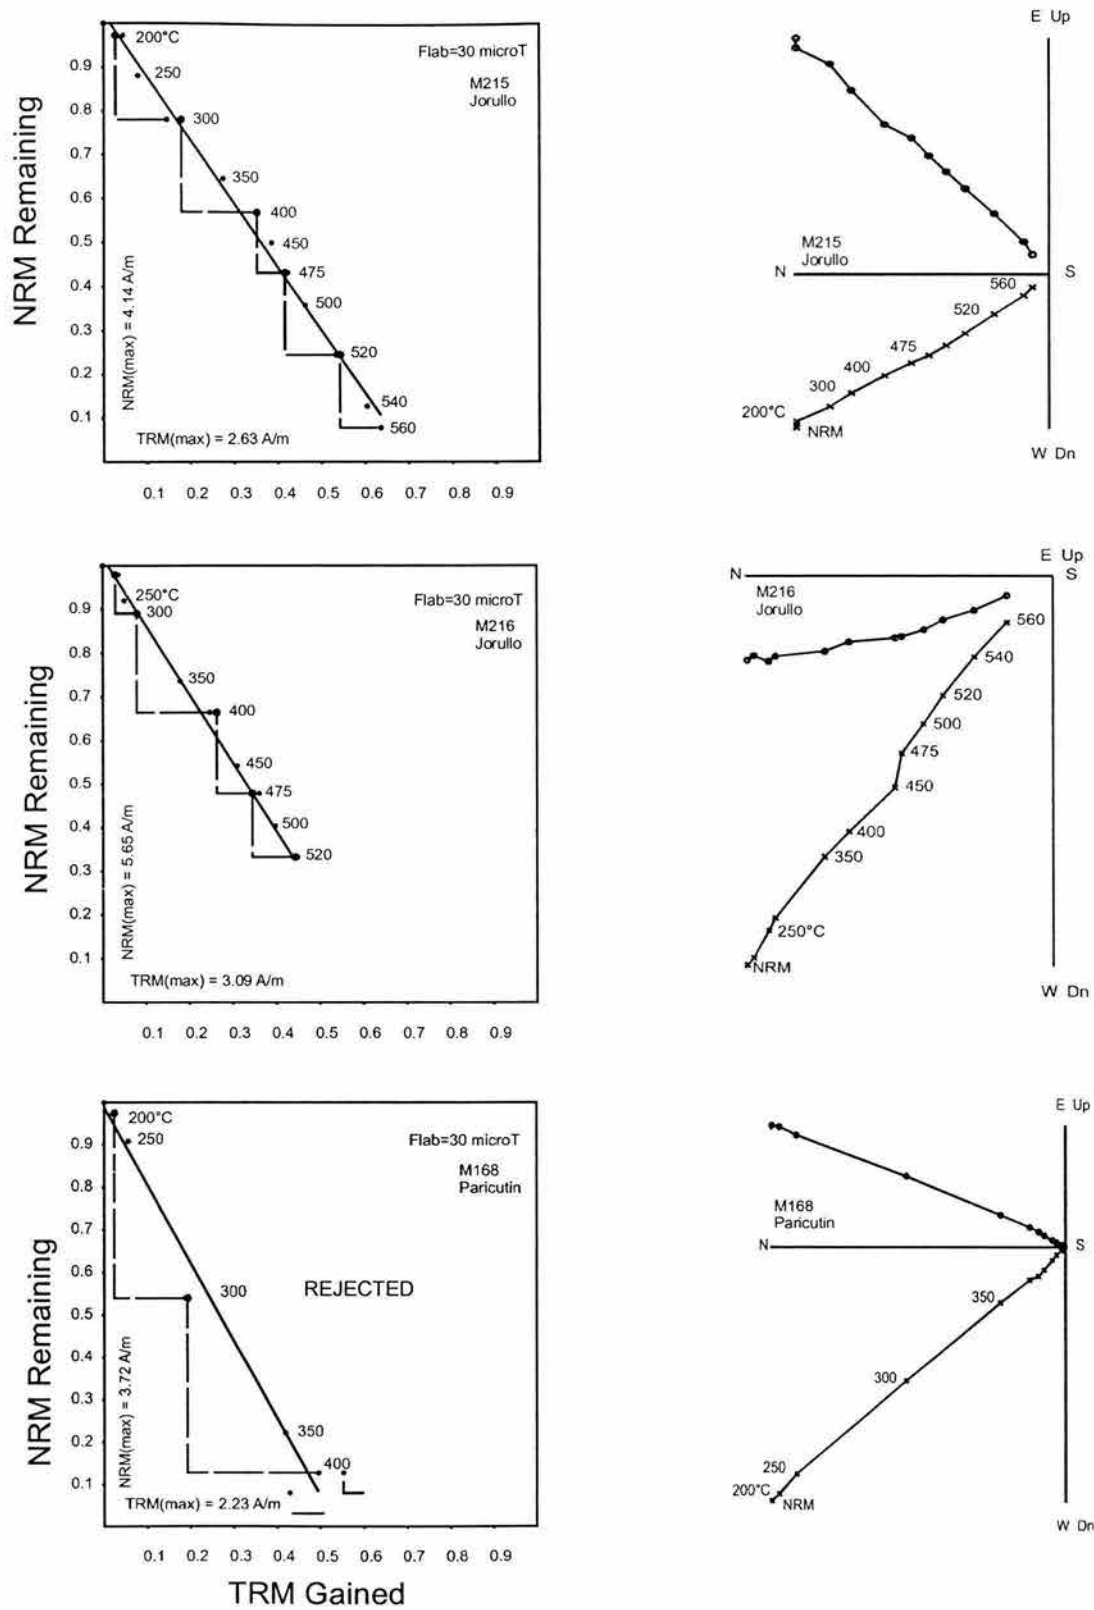 200°C
Flab=30 microT
0.9
250
M215
Jorullo
0.8
300
0.7
350
0.6
400
450
0.5
475
0.4
500
0.3
520
0.2
540
0.1
560
NRM Remaining
NRM(max) = 4.14 A/m
TRM(max) = 2.63 A/m
0.1 0.2 0.3 0.4 0.5 0.6 0.7 0.8 0.9
E Up
M215
Jorullo
N
S
560
520
475
400
300
200°C
NRM
W Dn
250°C
Flab=30 microT
0.9
300
M216
Jorullo
0.8
350
0.7
400
0.6
450
0.5
475
0.4
500
0.3
520
0.2
0.1
NRM Remaining
NRM(max) = 5.65 A/m
TRM(max) = 3.09 A/m
0.1 0.2 0.3 0.4 0.5 0.6 0.7 0.8 0.9
E Up
N
S
M216
Jorullo
560
540
520
500
475
450
400
350
250°C
NRM
W Dn
200°C
Flab=30 microT
0.9
250
M168
Paricutin
0.8
0.7
0.6
300
REJECTED
0.5
0.4
0.3
350
0.2
400
0.1
NRM Remaining
NRM(max) = 3.72 A/m
TRM(max) = 2.23 A/m
0.1 0.2 0.3 0.4 0.5 0.6 0.7 0.8 0.9
TRM Gained
E Up
M168
Paricutin
N
S
350
300
250
200°C
NRM
W Dn